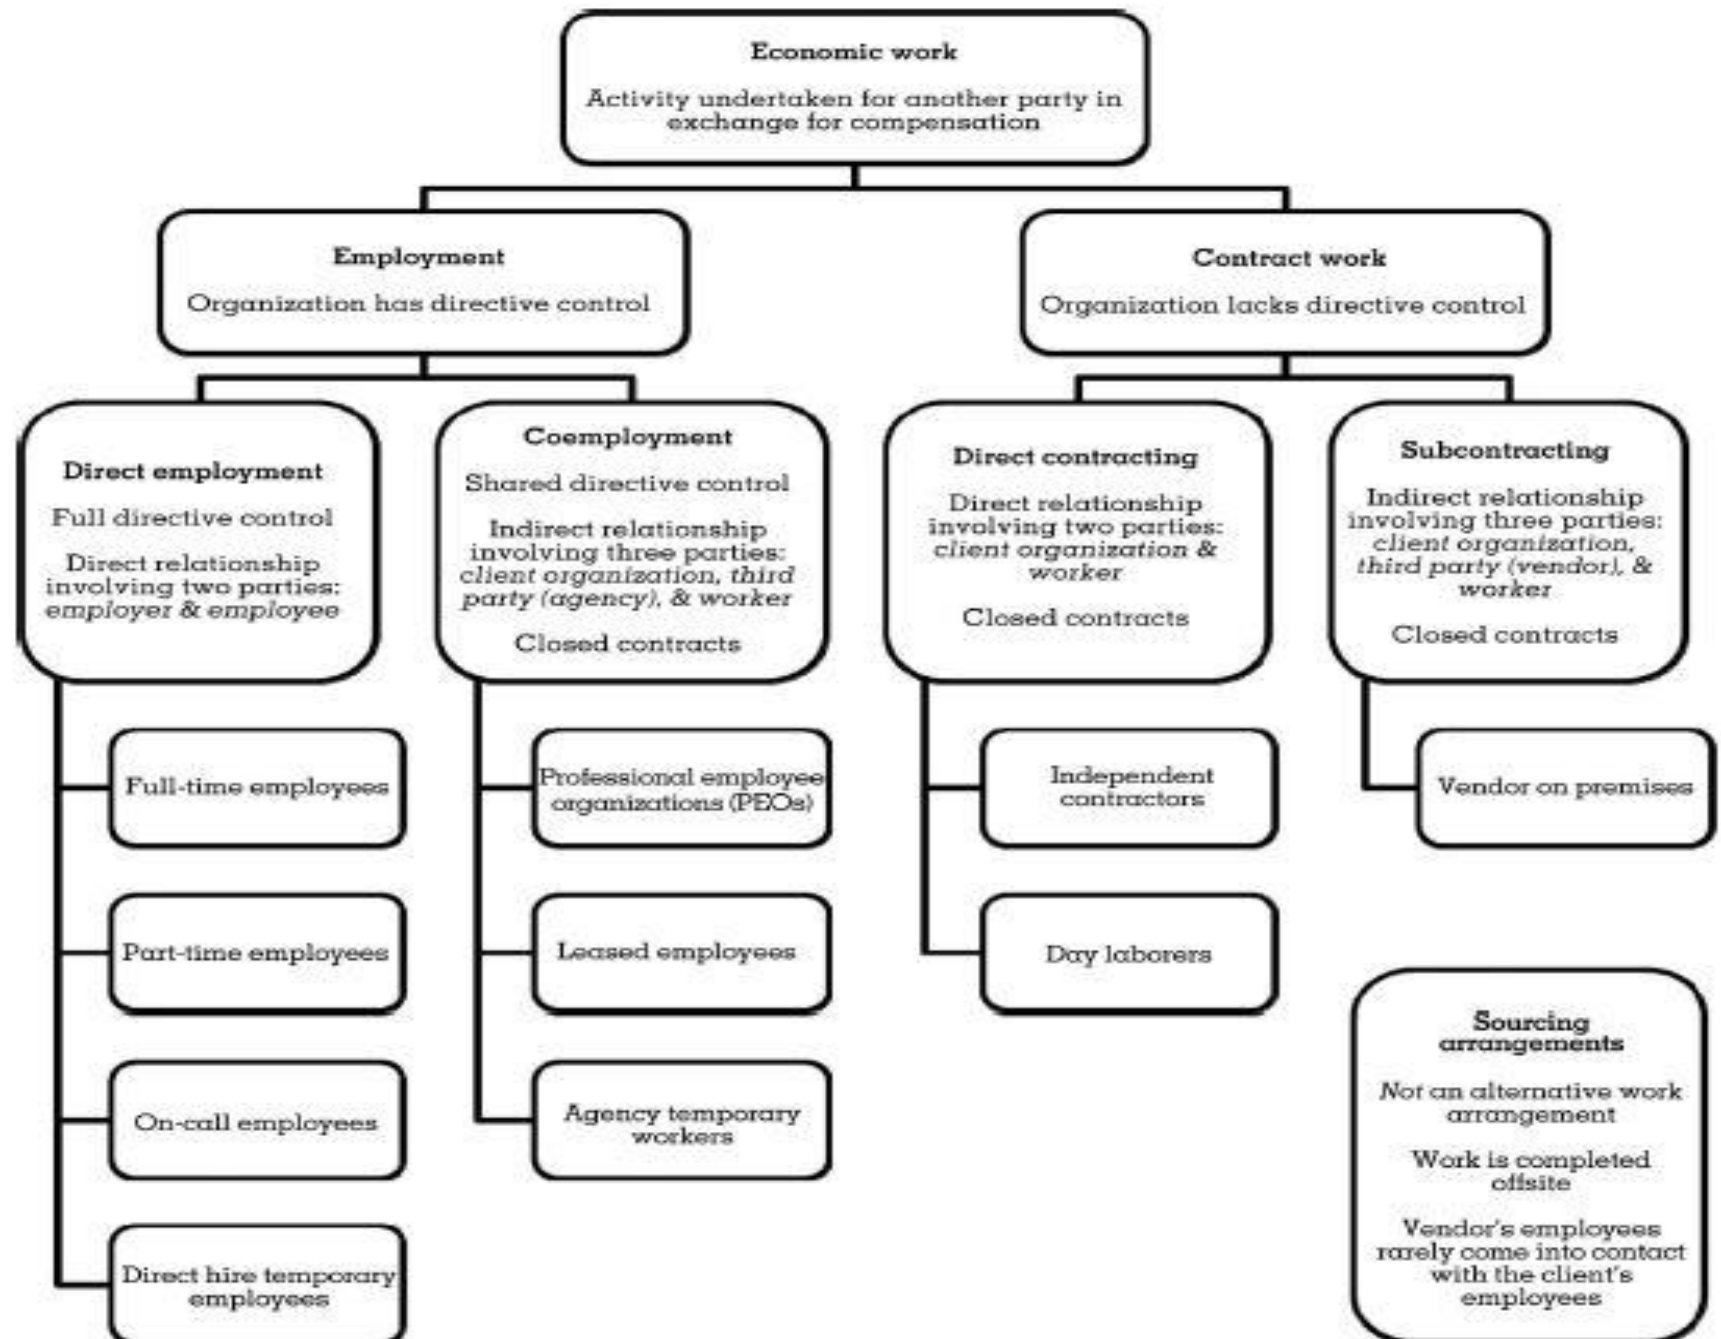 Economic work
Activity undertaken for another party in
exchange for compensation
Employment
Organization has directive control
Contract work
Organization lacks directive control
Direct employment
Full directive control
Direct relationship
involving two parties:
employer & employee
Coemployment
Shared directive control
Indirect relationship
involving three parties:
client organization, third
party (agency), & worker
Closed contracts
Direct contracting
Direct relationship
involving two parties:
client organization &
worker
Closed contracts
Subcontracting
Indirect relationship
involving three parties:
client organization,
third party (vendor), &
worker
Closed contracts
Full-time employees
Part-time employees
On-call employees
Direct hire temporary
employees
Professional employee
organizations (PEOs)
Leased employees
Agency temporary
workers
Independent
contractors
Day laborers
Vendor on premises
Sourcing
arrangements
Not an alternative work
arrangement
Work is completed
offsite
Vendor's employees
rarely come into contact
with the client's
employees